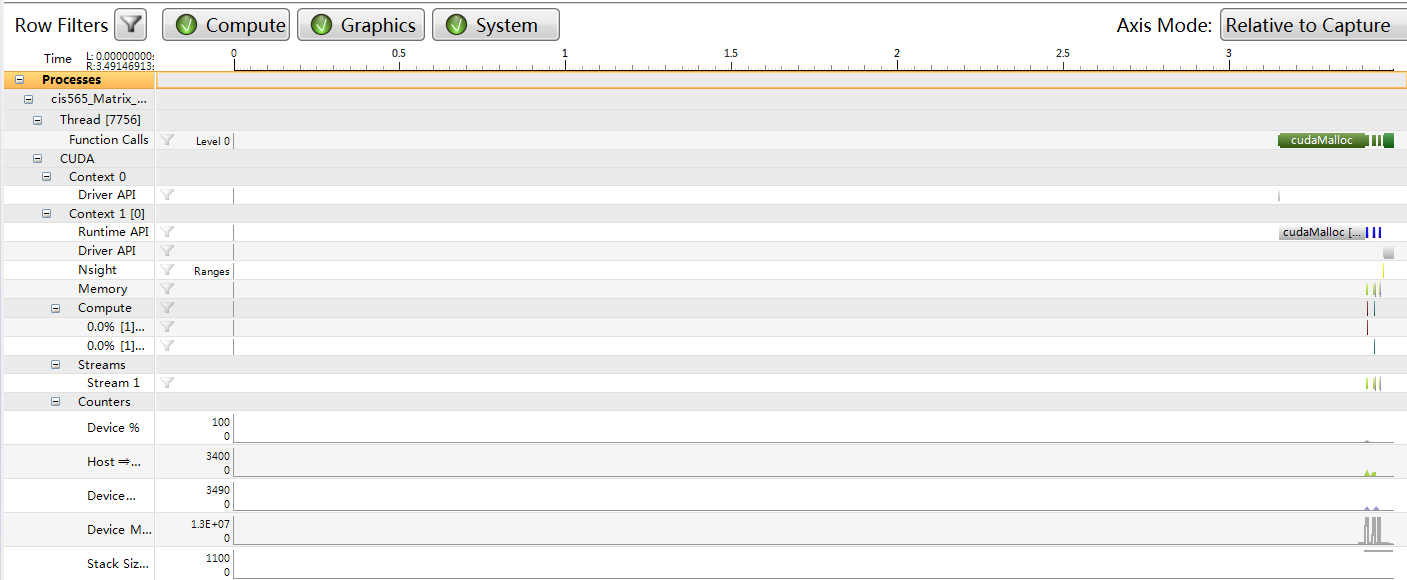 Row Filters Compute Graphics System Axis Mode: Relative to Capture
Time L: 0.00000000: 0 0.5 1 1.5 2 2.5 3
R:3.49146913:
Processes
cis565_Matrix_...
Thread [7756]
Function Calls Level 0 cudaMalloc
CUDA
Context 0
Driver API
Context 1 [0]
Runtime API cudaMalloc [...
Driver API
Nsight Ranges
Memory
Compute
0.0% [1]...
0.0% [1]...
Streams
Stream 1
Counters
Device % 100
0
Host ⇒... 3400
0
Device... 3490
0
Device M... 1.3E+07
0
Stack Siz... 1100
0